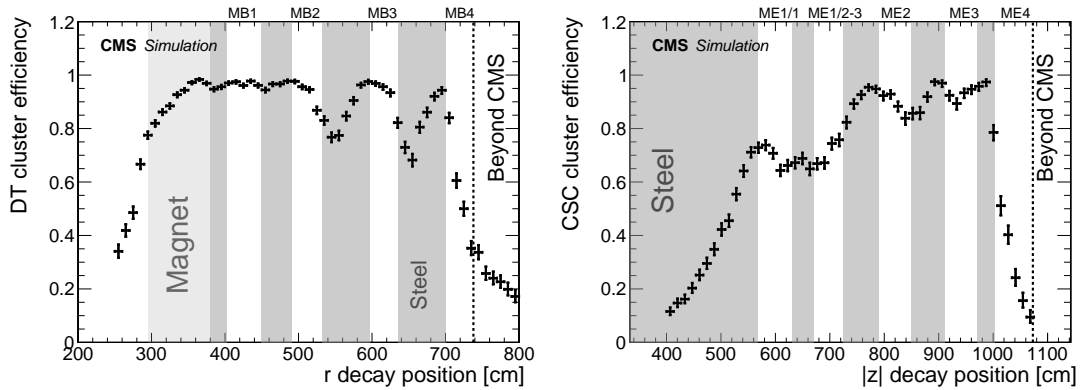 MB1 MB2 MB3 MB4
CMS Simulation
DT cluster efficiency
1.2
1
0.8
0.6
0.4
0.2
0
Magnet
Steel
Beyond CMS
200 300 400 500 600 700 800
r decay position [cm]
ME1/1 ME1/2-3 ME2 ME3 ME4
CMS Simulation
CSC cluster efficiency
1.2
1
0.8
0.6
0.4
0.2
0
Steel
Beyond CMS
400 500 600 700 800 900 1000 1100
|z| decay position [cm]